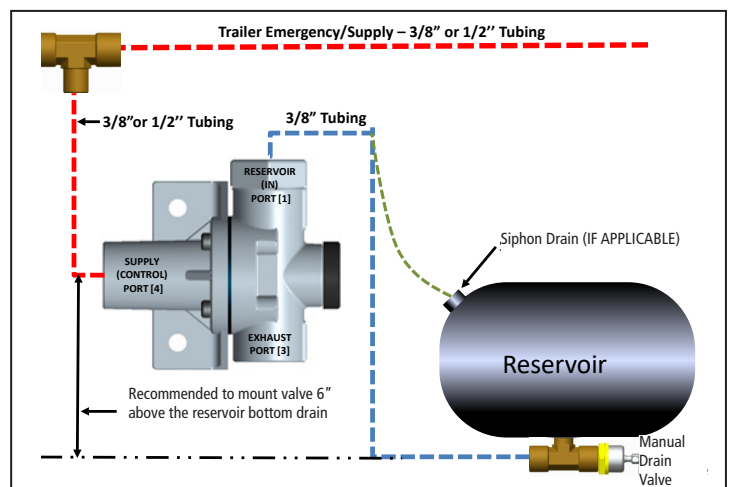 Trailer Emergency/Supply – 3/8" or 1/2'' Tubing
3/8"or 1/2'' Tubing
3/8" Tubing
RESERVOIR
(IN)
PORT [1]
SUPPLY
(CONTROL)
PORT [4]
EXHAUST
PORT [3]
Siphon Drain (IF APPLICABLE)
Reservoir
Recommended to mount valve 6"
above the reservoir bottom drain
Manual
Drain
Valve